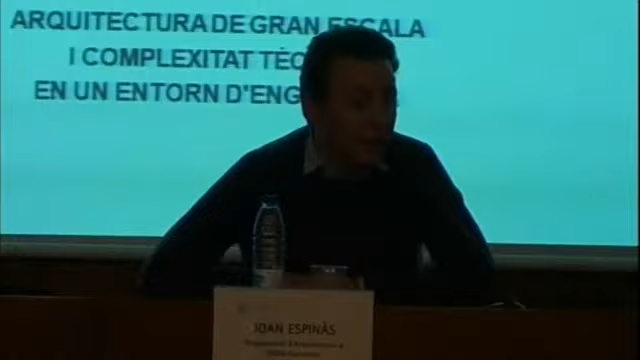 ARQUITECTURA DE GRAN ESCALA
I COMPLEXITAT TÈC
EN UN ENTORN D'ENG
JOAN ESPINÀS